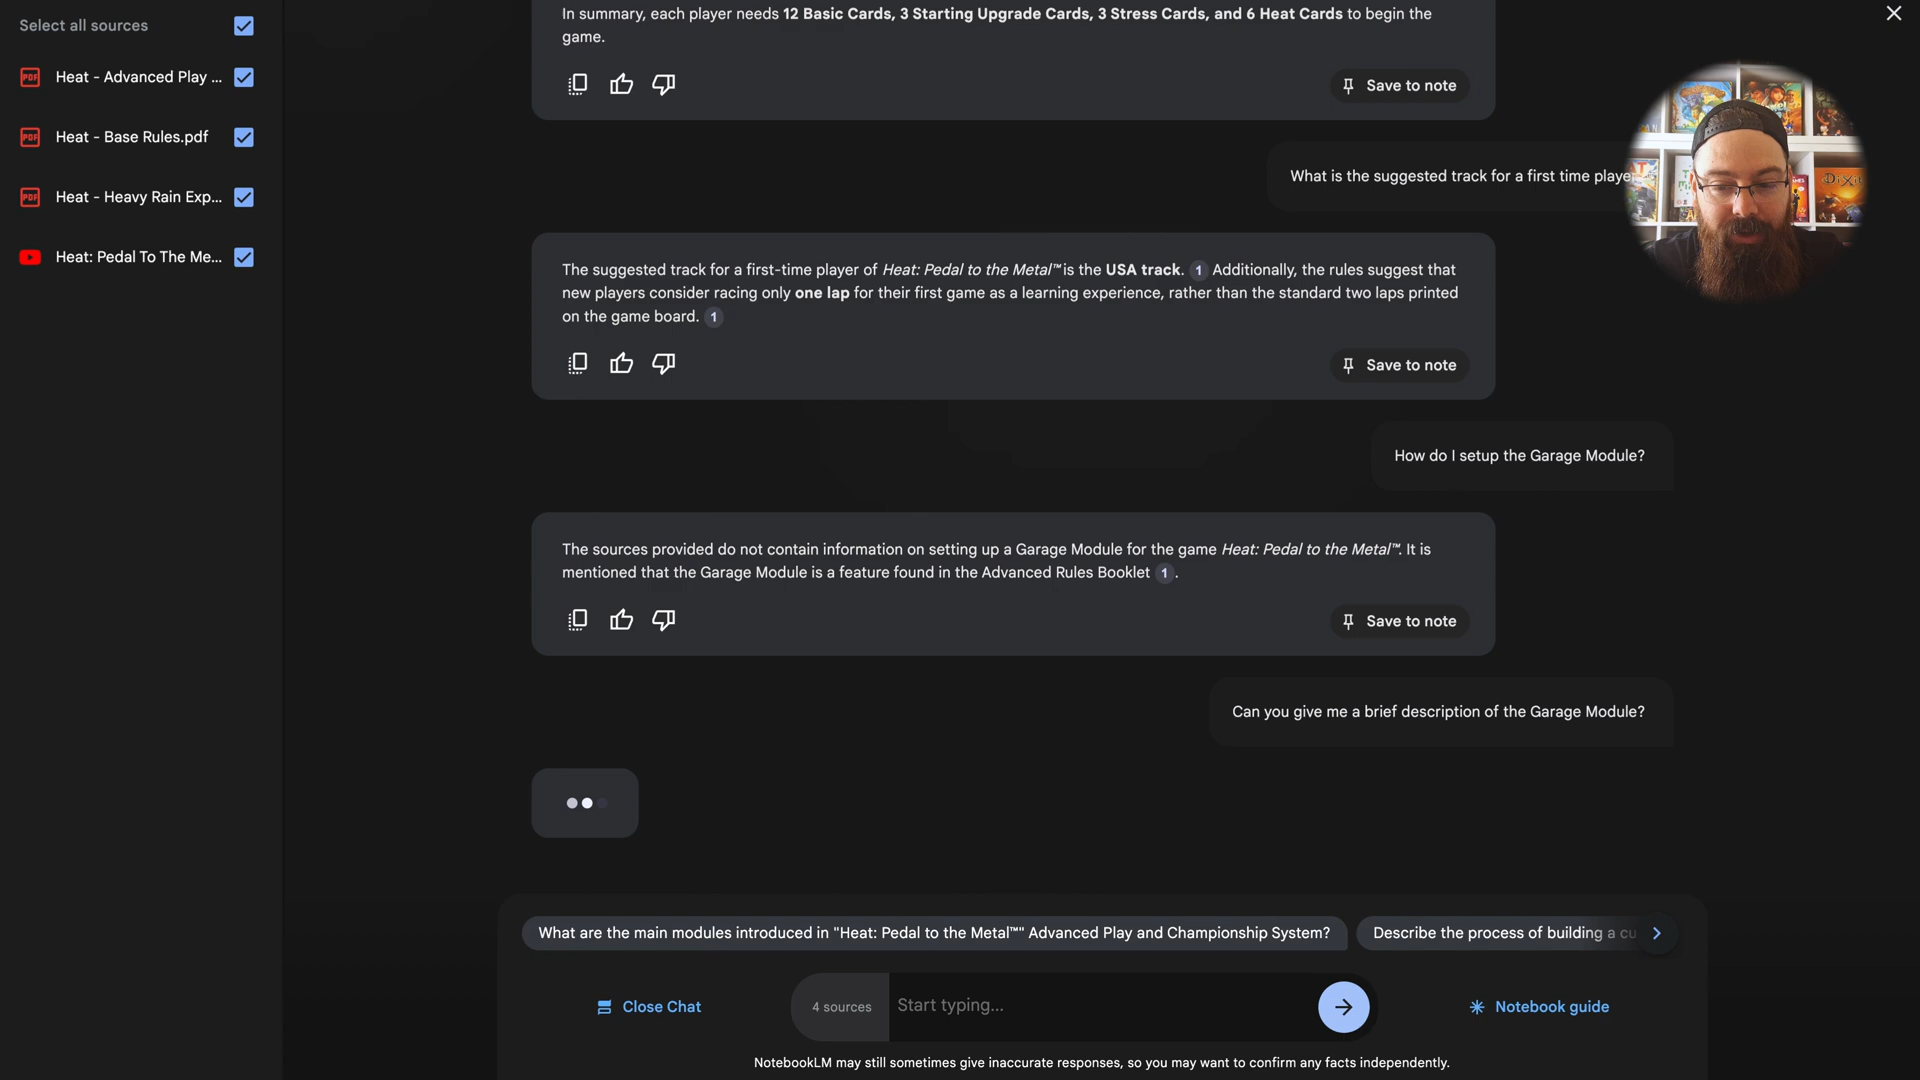 Select all sources
Heat - Advanced Play ...
Heat - Base Rules.pdf
Heat - Heavy Rain Exp...
Heat: Pedal To The Me...
In summary, each player needs 12 Basic Cards, 3 Starting Upgrade Cards, 3 Stress Cards, and 6 Heat Cards to begin the
game.
Save to note
What is the suggested track for a first time playe
The suggested track for a first-time player of Heat: Pedal to the Metal™ is the USA track. 1 Additionally, the rules suggest that
new players consider racing only one lap for their first game as a learning experience, rather than the standard two laps printed
on the game board. 1
Save to note
How do I setup the Garage Module?
The sources provided do not contain information on setting up a Garage Module for the game Heat: Pedal to the Metal™. It is
mentioned that the Garage Module is a feature found in the Advanced Rules Booklet 1.
Save to note
Can you give me a brief description of the Garage Module?
What are the main modules introduced in "Heat: Pedal to the Metal™" Advanced Play and Championship System?
Describe the process of building a cu
Close Chat
4 sources
Start typing...
Notebook guide
NotebookLM may still sometimes give inaccurate responses, so you may want to confirm any facts independently.
PDF
PDF
PDF
DiXit